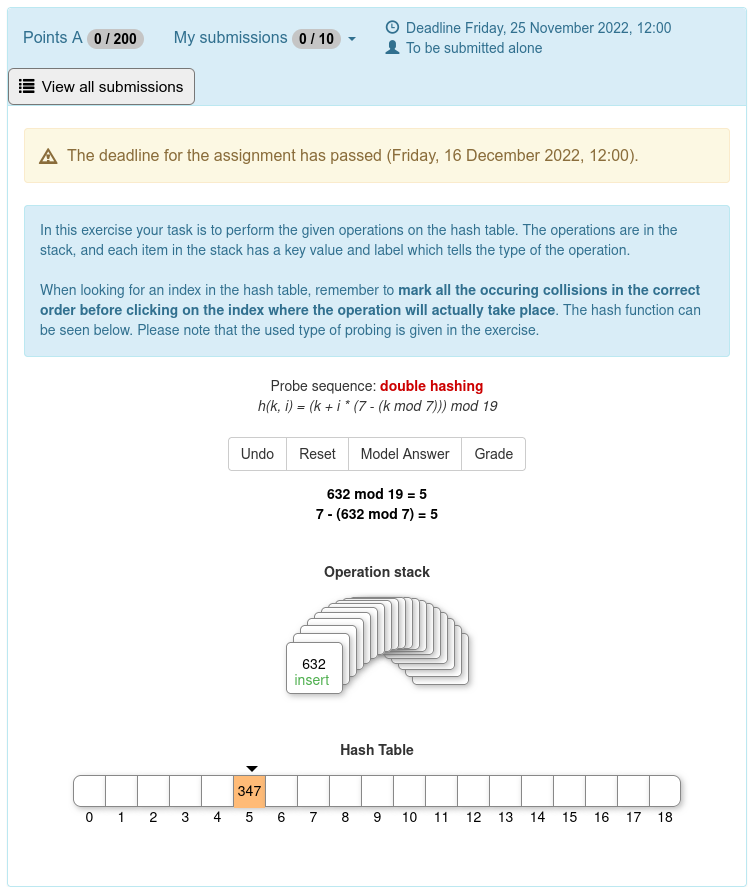 Points A 0 / 200 My submissions 0 / 10
Deadline Friday, 25 November 2022, 12:00
To be submitted alone
View all submissions
The deadline for the assignment has passed (Friday, 16 December 2022, 12:00).
In this exercise your task is to perform the given operations on the hash table. The operations are in the
stack, and each item in the stack has a key value and label which tells the type of the operation.
When looking for an index in the hash table, remember to mark all the occuring collisions in the correct
order before clicking on the index where the operation will actually take place. The hash function can
be seen below. Please note that the used type of probing is given in the exercise.
Probe sequence: double hashing
h(k, i) = (k + i * (7 - (k mod 7))) mod 19
Undo Reset Model Answer Grade
632 mod 19 = 5
7 - (632 mod 7) = 5
Operation stack
632
insert
Hash Table
347
0 1 2 3 4 5 6 7 8 9 10 11 12 13 14 15 16 17 18